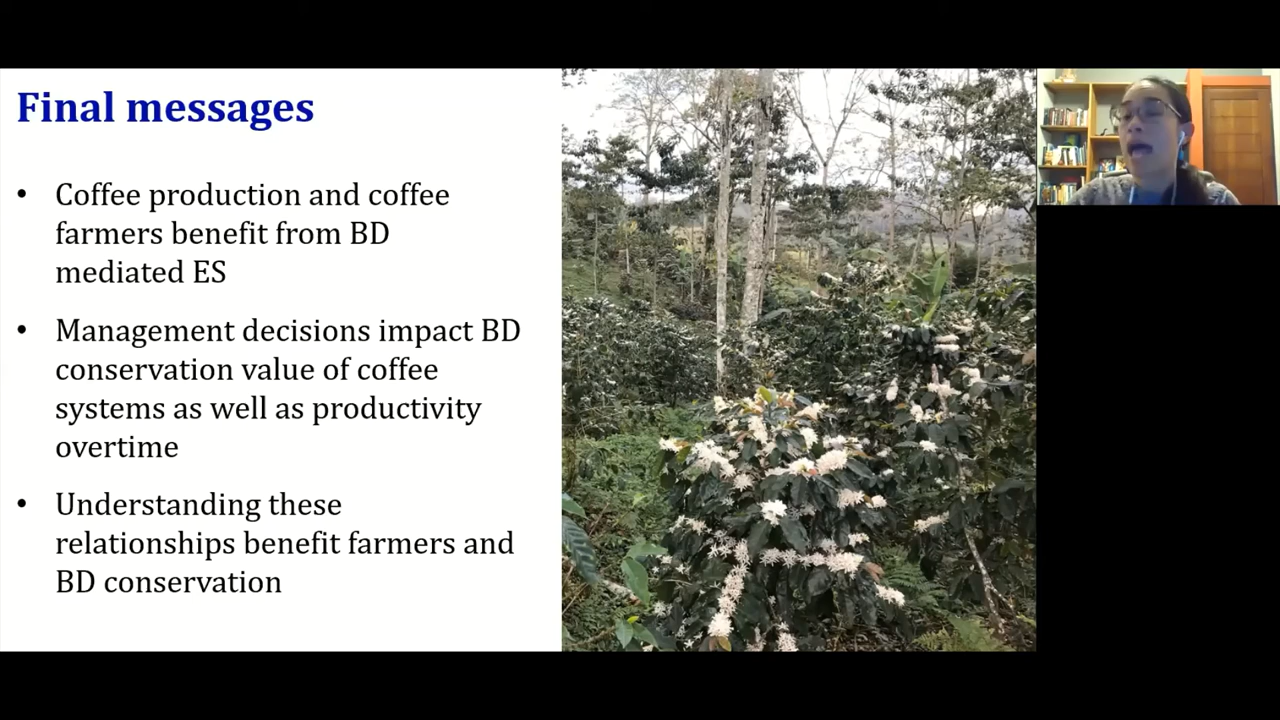 Final messages
• Coffee production and coffee
farmers benefit from BD
mediated ES
• Management decisions impact BD
conservation value of coffee
systems as well as productivity
overtime
• Understanding these
relationships benefit farmers and
BD conservation